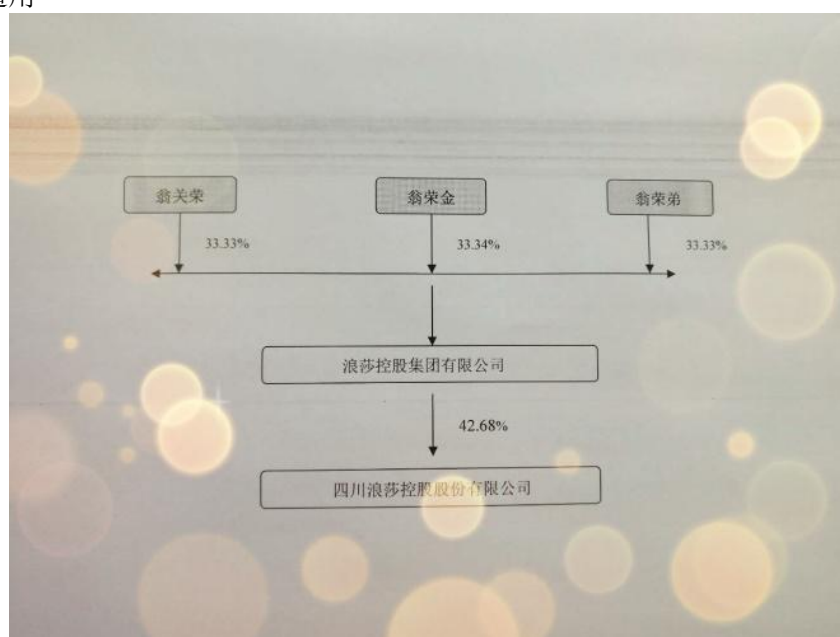 翁关荣
翁荣金
翁荣弟
33.33%
33.34%
33.33%
浪莎控股集团有限公司
42.68%
四川浪莎控股股份有限公司